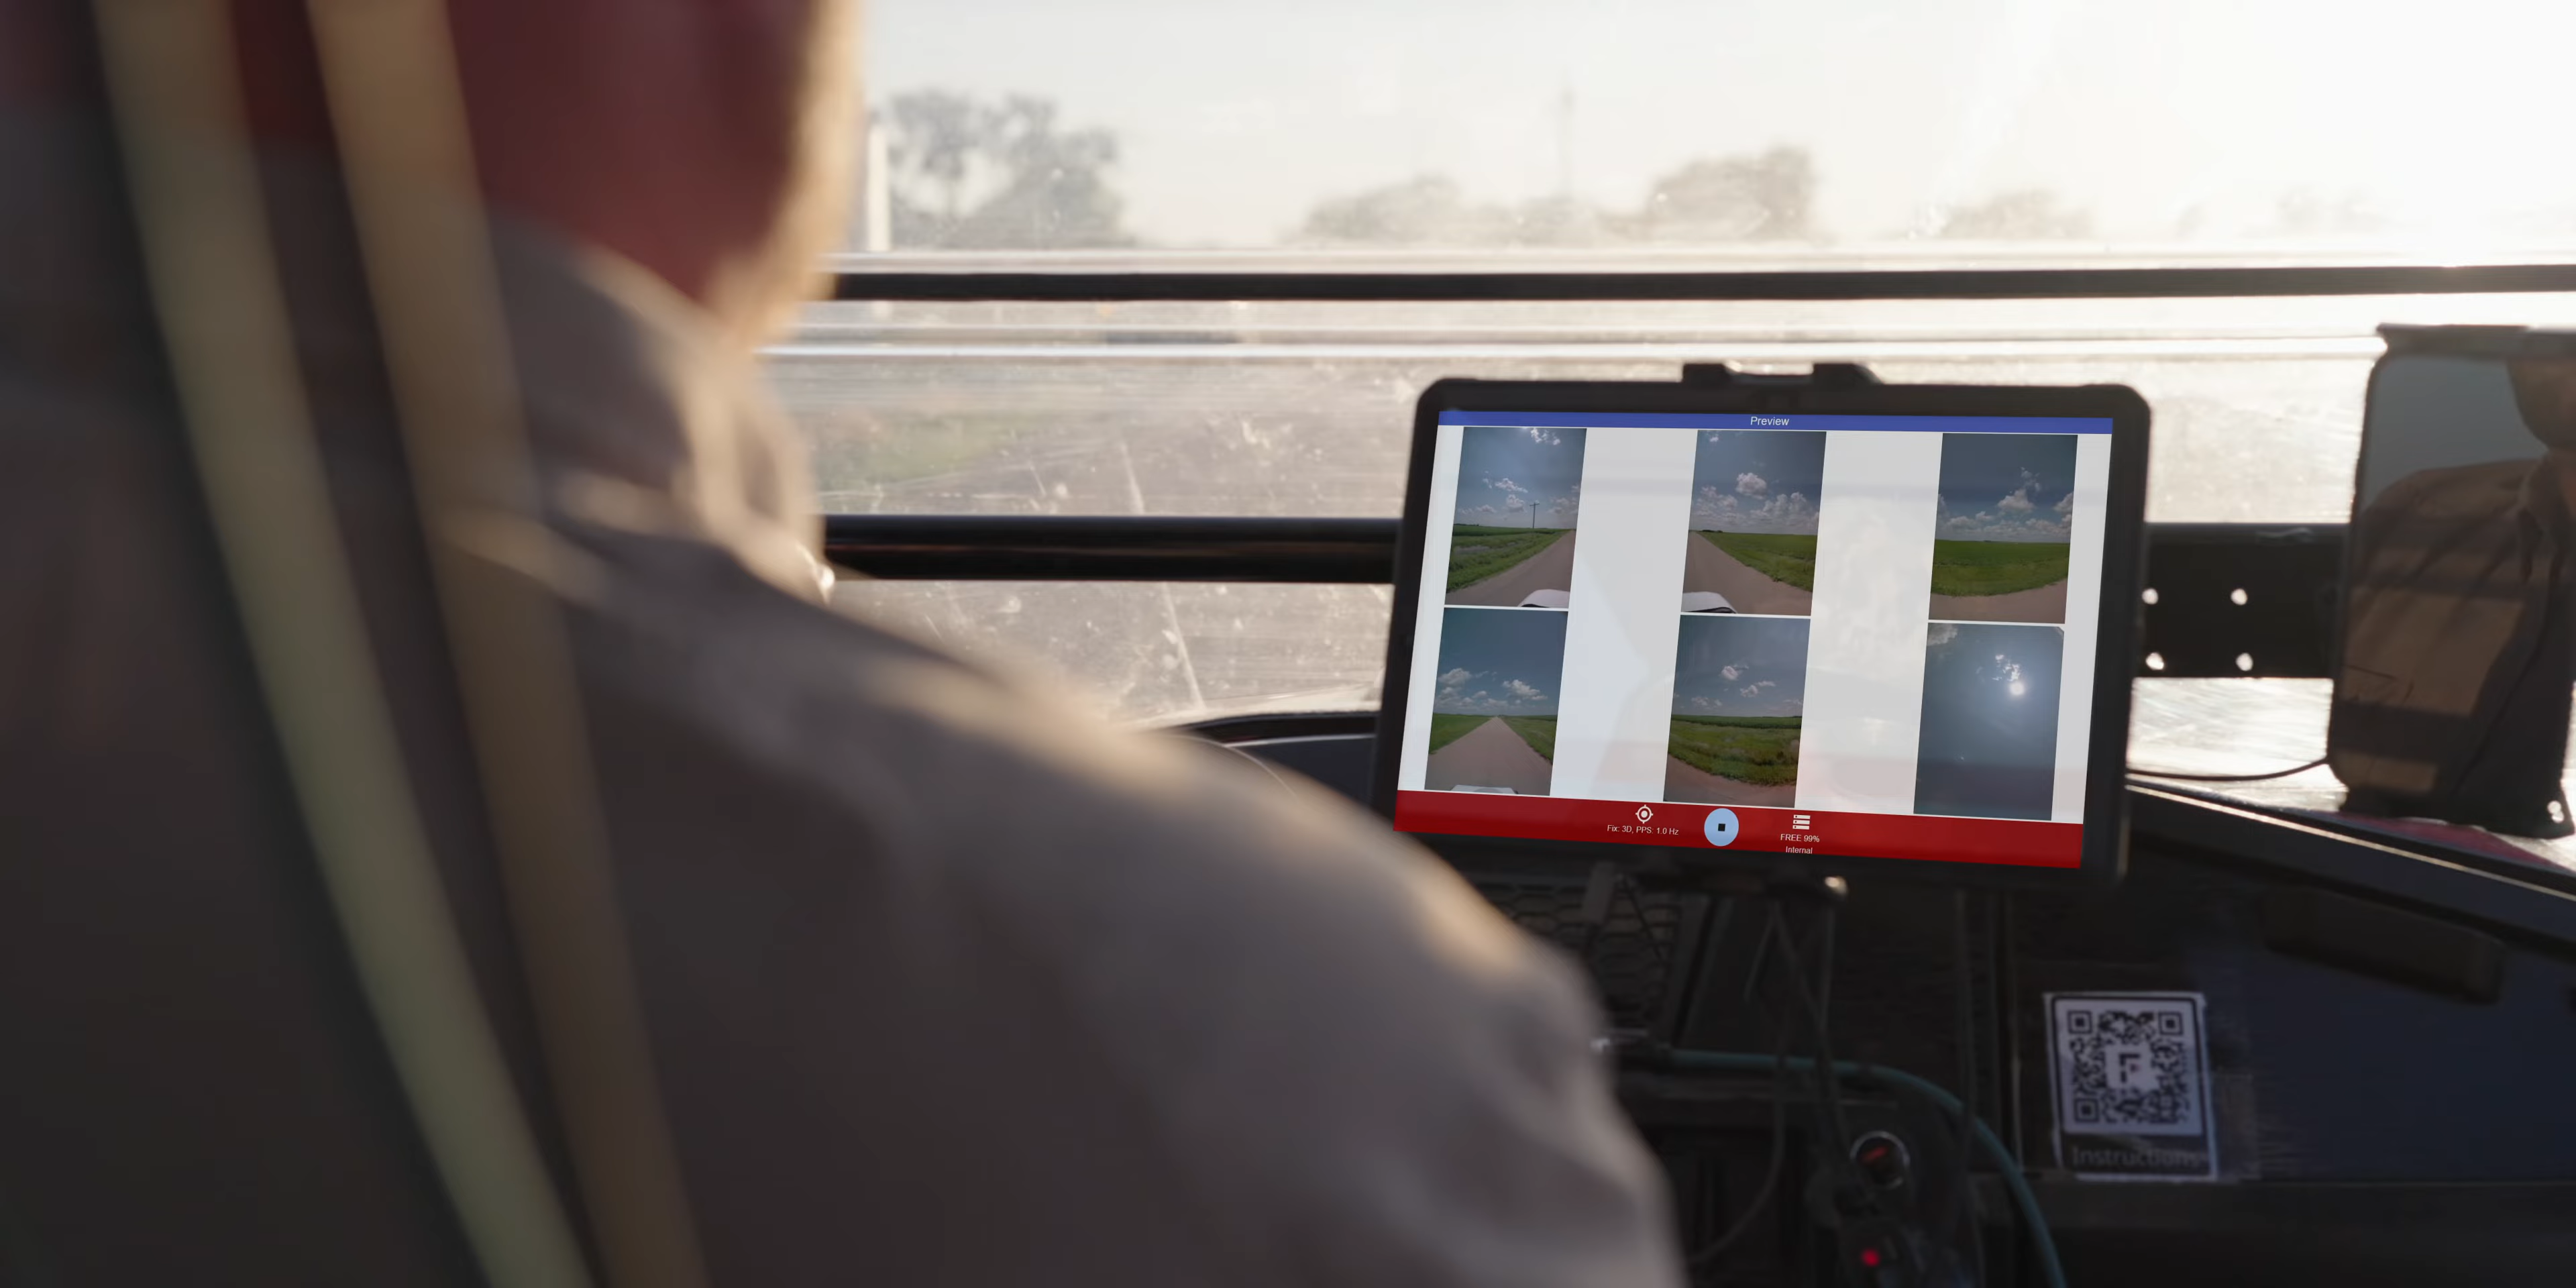 Preview
Fix: 3D, PPS: 1.0 Hz
FREE 99%
Internal
F
Instructions